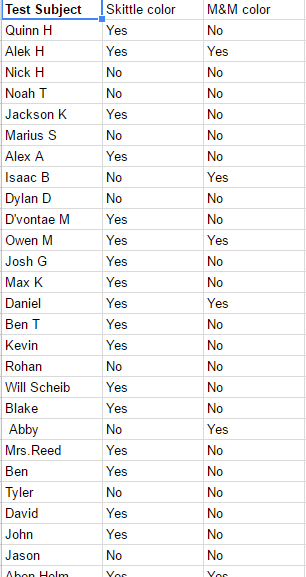 Test Subject Skittle color M&M color
Quinn H Yes No
Alek H Yes Yes
Nick H No No
Noah T No No
Jackson K Yes No
Marius S No No
Alex A Yes No
Isaac B No Yes
Dylan D No No
D'vontae M Yes No
Owen M Yes Yes
Josh G Yes No
Max K Yes No
Daniel Yes Yes
Ben T Yes No
Kevin Yes No
Rohan No No
Will Scheib Yes No
Blake Yes No
Abby No Yes
Mrs.Reed Yes No
Ben Yes No
Tyler No No
David Yes No
John Yes No
Jason No No
Yes Yes